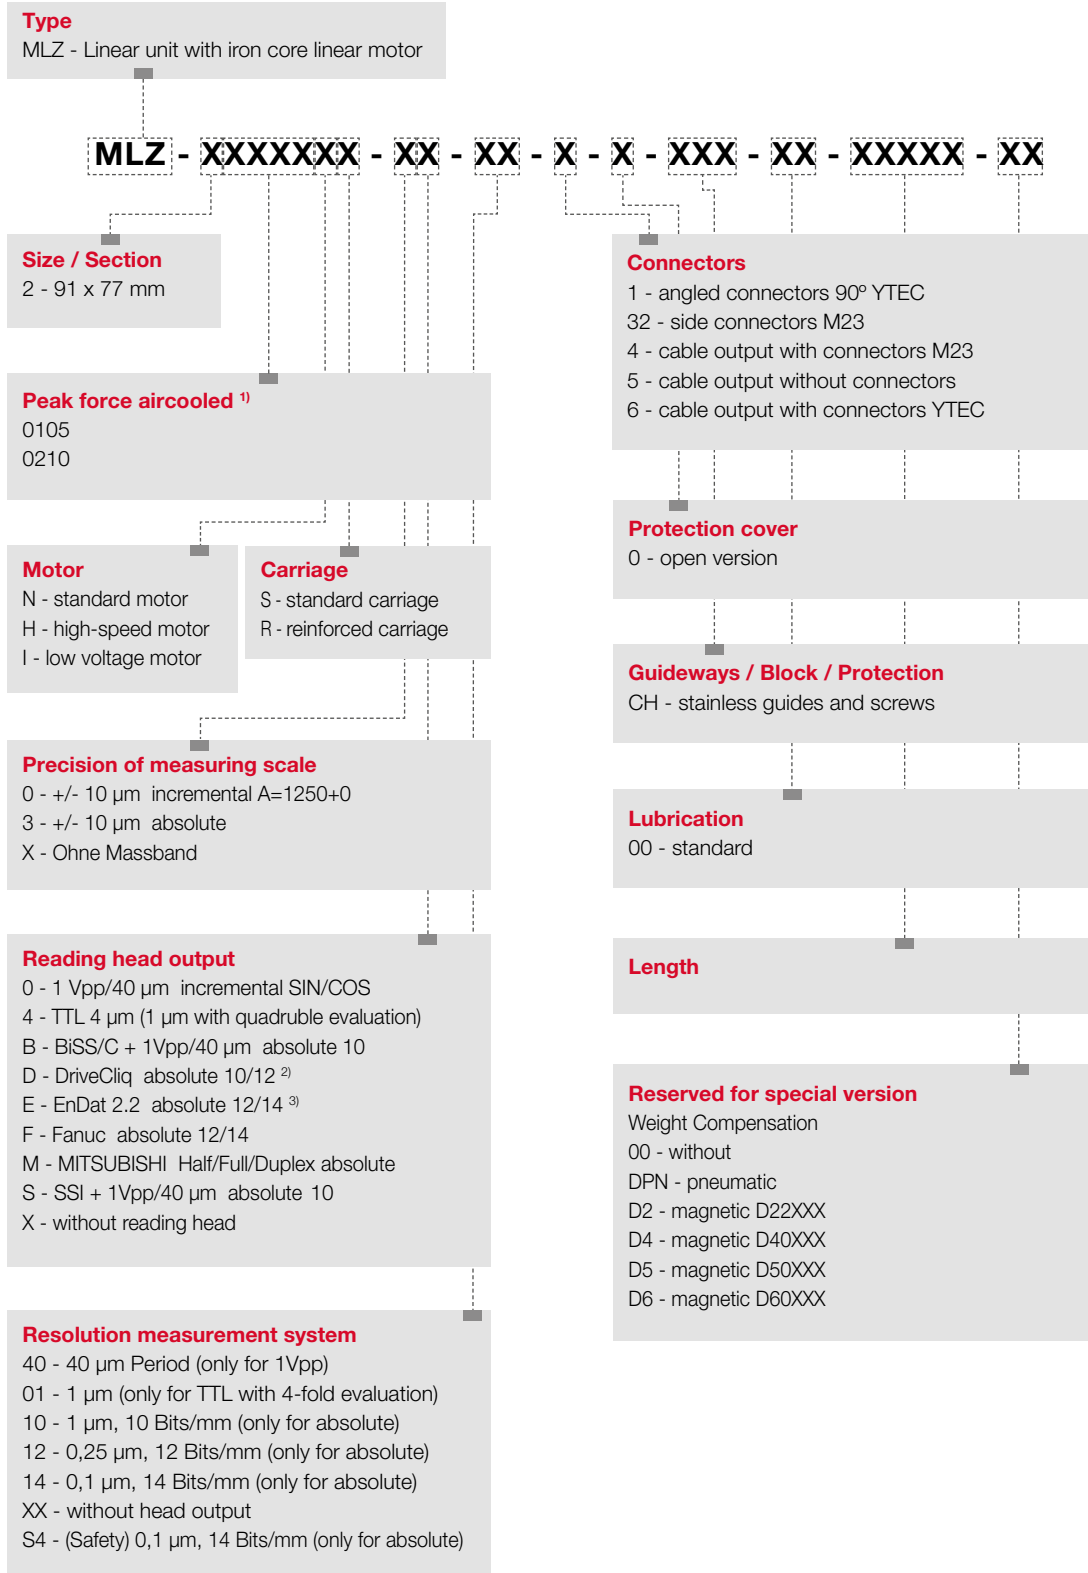 Type
MLZ - Linear unit with iron core linear motor
MLZ - XXXXXXX - XX - XX - X - X - XXX - XX - XXXXX - XX
Size / Section
2 - 91 x 77 mm
Peak force aircooled 1)
0105
0210
Motor
N - standard motor
H - high-speed motor
I - low voltage motor
Carriage
S - standard carriage
R - reinforced carriage
Precision of measuring scale
0 - +/- 10 µm incremental A=1250+0
3 - +/- 10 µm absolute
X - Ohne Massband
Reading head output
0 - 1 Vpp/40 µm incremental SIN/COS
4 - TTL 4 µm (1 µm with quadruble evaluation)
B - BiSS/C + 1Vpp/40 µm absolute 10
D - DriveCliq absolute 10/12 2)
E - EnDat 2.2 absolute 12/14 3)
F - Fanuc absolute 12/14
M - MITSUBISHI Half/Full/Duplex absolute
S - SSI + 1Vpp/40 µm absolute 10
X - without reading head
Resolution measurement system
40 - 40 µm Period (only for 1Vpp)
01 - 1 µm (only for TTL with 4-fold evaluation)
10 - 1 µm, 10 Bits/mm (only for absolute)
12 - 0,25 µm, 12 Bits/mm (only for absolute)
14 - 0,1 µm, 14 Bits/mm (only for absolute)
XX - without head output
S4 - (Safety) 0,1 µm, 14 Bits/mm (only for absolute)
Connectors
1 - angled connectors 90º YTEC
32 - side connectors M23
4 - cable output with connectors M23
5 - cable output without connectors
6 - cable output with connectors YTEC
Protection cover
0 - open version
Guideways / Block / Protection
CH - stainless guides and screws
Lubrication
00 - standard
Length
Reserved for special version
Weight Compensation
00 - without
DPN - pneumatic
D2 - magnetic D22XXX
D4 - magnetic D40XXX
D5 - magnetic D50XXX
D6 - magnetic D60XXX